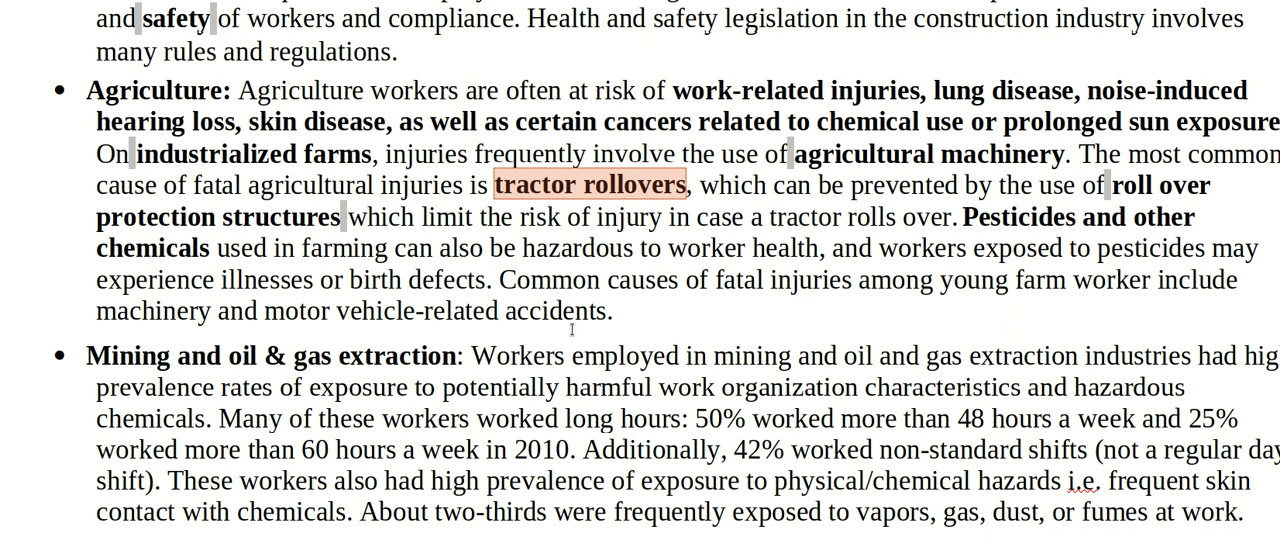 and safety of workers and compliance. Health and safety legislation in the construction industry involves
many rules and regulations.
• Agriculture: Agriculture workers are often at risk of work-related injuries, lung disease, noise-induced
hearing loss, skin disease, as well as certain cancers related to chemical use or prolonged sun exposure
On industrialized farms, injuries frequently involve the use of agricultural machinery. The most common
cause of fatal agricultural injuries is tractor rollovers, which can be prevented by the use of roll over
protection structures which limit the risk of injury in case a tractor rolls over. Pesticides and other
chemicals used in farming can also be hazardous to worker health, and workers exposed to pesticides may
experience illnesses or birth defects. Common causes of fatal injuries among young farm worker include
machinery and motor vehicle-related accidents.
• Mining and oil & gas extraction: Workers employed in mining and oil and gas extraction industries had
prevalence rates of exposure to potentially harmful work organization characteristics and hazardous
chemicals. Many of these workers worked long hours: 50% worked more than 48 hours a week and 25%
worked more than 60 hours a week in 2010. Additionally, 42% worked non-standard shifts (not a regular day
shift). These workers also had high prevalence of exposure to physical/chemical hazards i.e. frequent skin
contact with chemicals. About two-thirds were frequently exposed to vapors, gas, dust, or fumes at work.